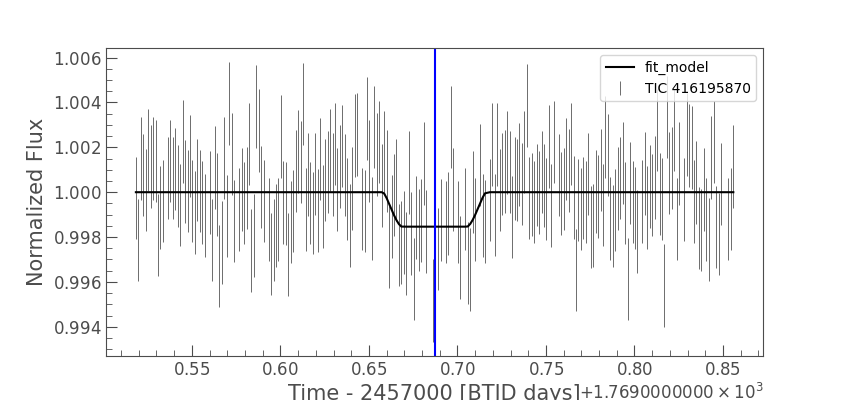 1.006
1.004
1.002
1.000
0.998
0.996
0.994
Normalized Flux
fit_model
TIC 416195870
0.55 0.60 0.65 0.70 0.75 0.80 0.85
Time - 2457000 [BTJD days]
+1.7690000000 × 10³